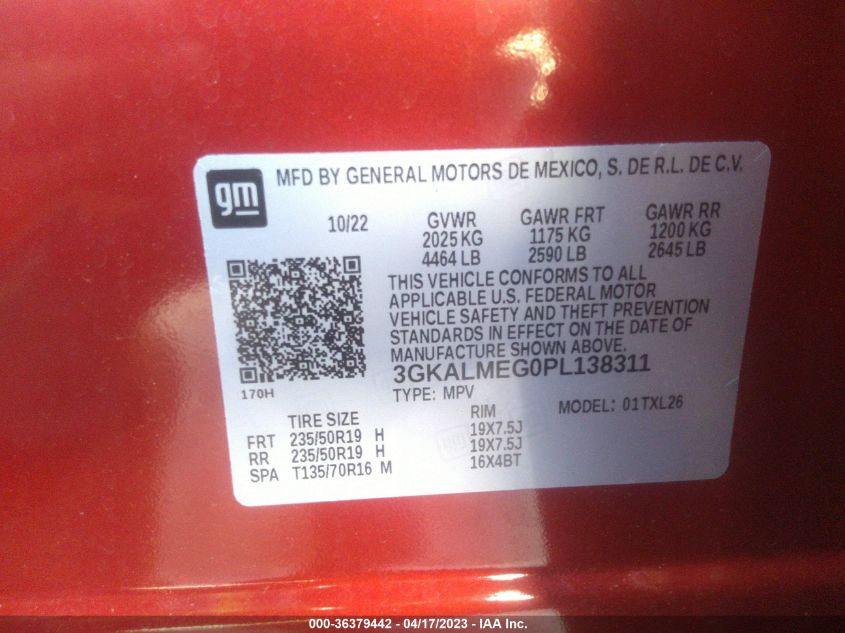 gm
MFD BY GENERAL MOTORS DE MEXICO, S. DE R.L. DE C.V.
10/22 GVWR GAWR FRT GAWR RR
2025 KG 1175 KG 1200 KG
4464 LB 2590 LB 2645 LB
THIS VEHICLE CONFORMS TO ALL
APPLICABLE U.S. FEDERAL MOTOR
VEHICLE SAFETY AND THEFT PREVENTION
STANDARDS IN EFFECT ON THE DATE OF
MANUFACTURE SHOWN ABOVE.
3GKALMEG0PL138311
170H
TYPE: MPV MODEL: 01TXL26
TIRE SIZE RIM
FRT 235/50R19 H 19X7.5J
RR 235/50R19 H 19X7.5J
SPA T135/70R16 M 16X4BT
000-36379442 - 04/17/2023 - IAA Inc.